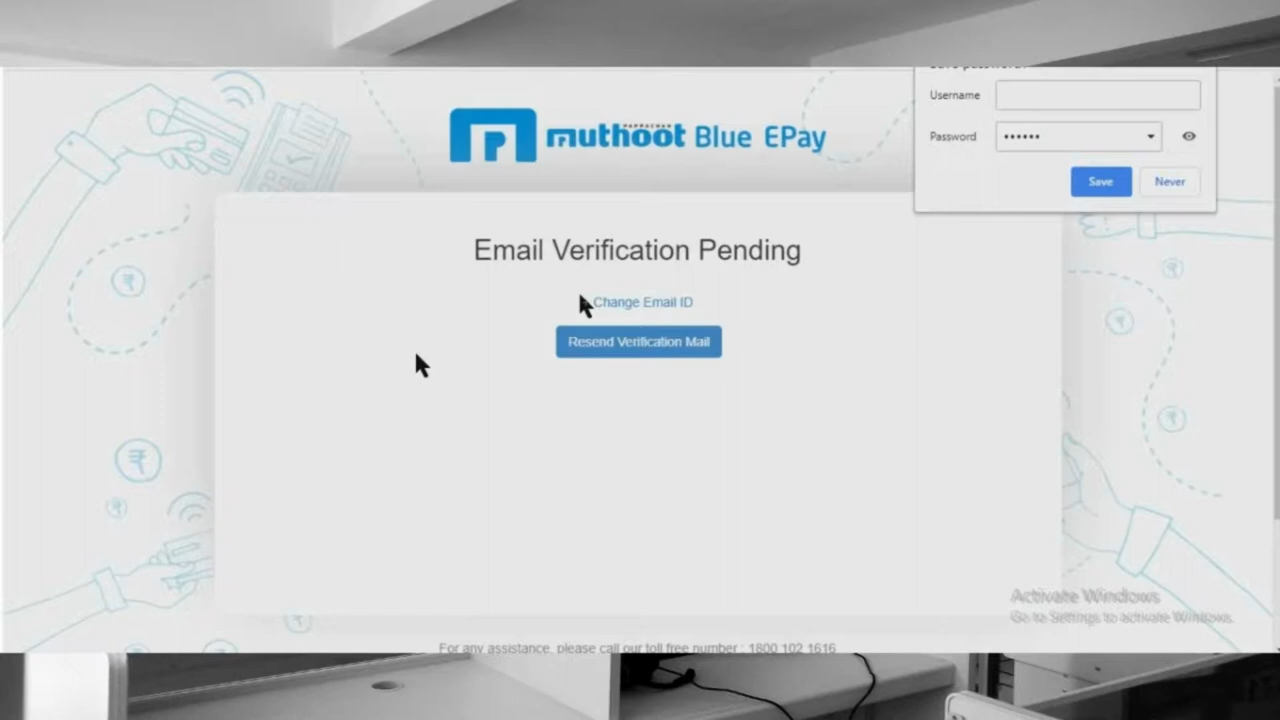 PAPPACHAN
muthoot Blue EPay
Username
Password
Save
Never
Email Verification Pending
Change Email ID
Resend Verification Mail
Activate Windows
Go to Settings to activate Windows.
For any assistance, please call our toll free number : 1800 102 1616